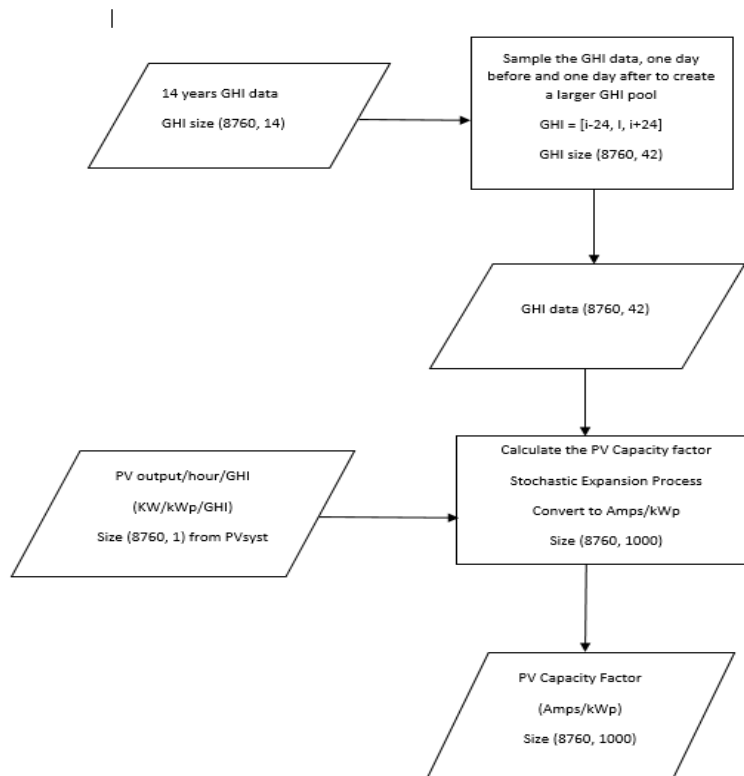 14 years GHI data
GHI size (8760, 14)
Sample the GHI data, one day
before and one day after to create
a larger GHI pool
GHI = [i-24, I, i+24]
GHI size (8760, 42)
GHI data (8760, 42)
PV output/hour/GHI
(KW/kWp/GHI)
Size (8760, 1) from PVsyst
Calculate the PV Capacity factor
Stochastic Expansion Process
Convert to Amps/kWp
Size (8760, 1000)
PV Capacity Factor
(Amps/kWp)
Size (8760, 1000)